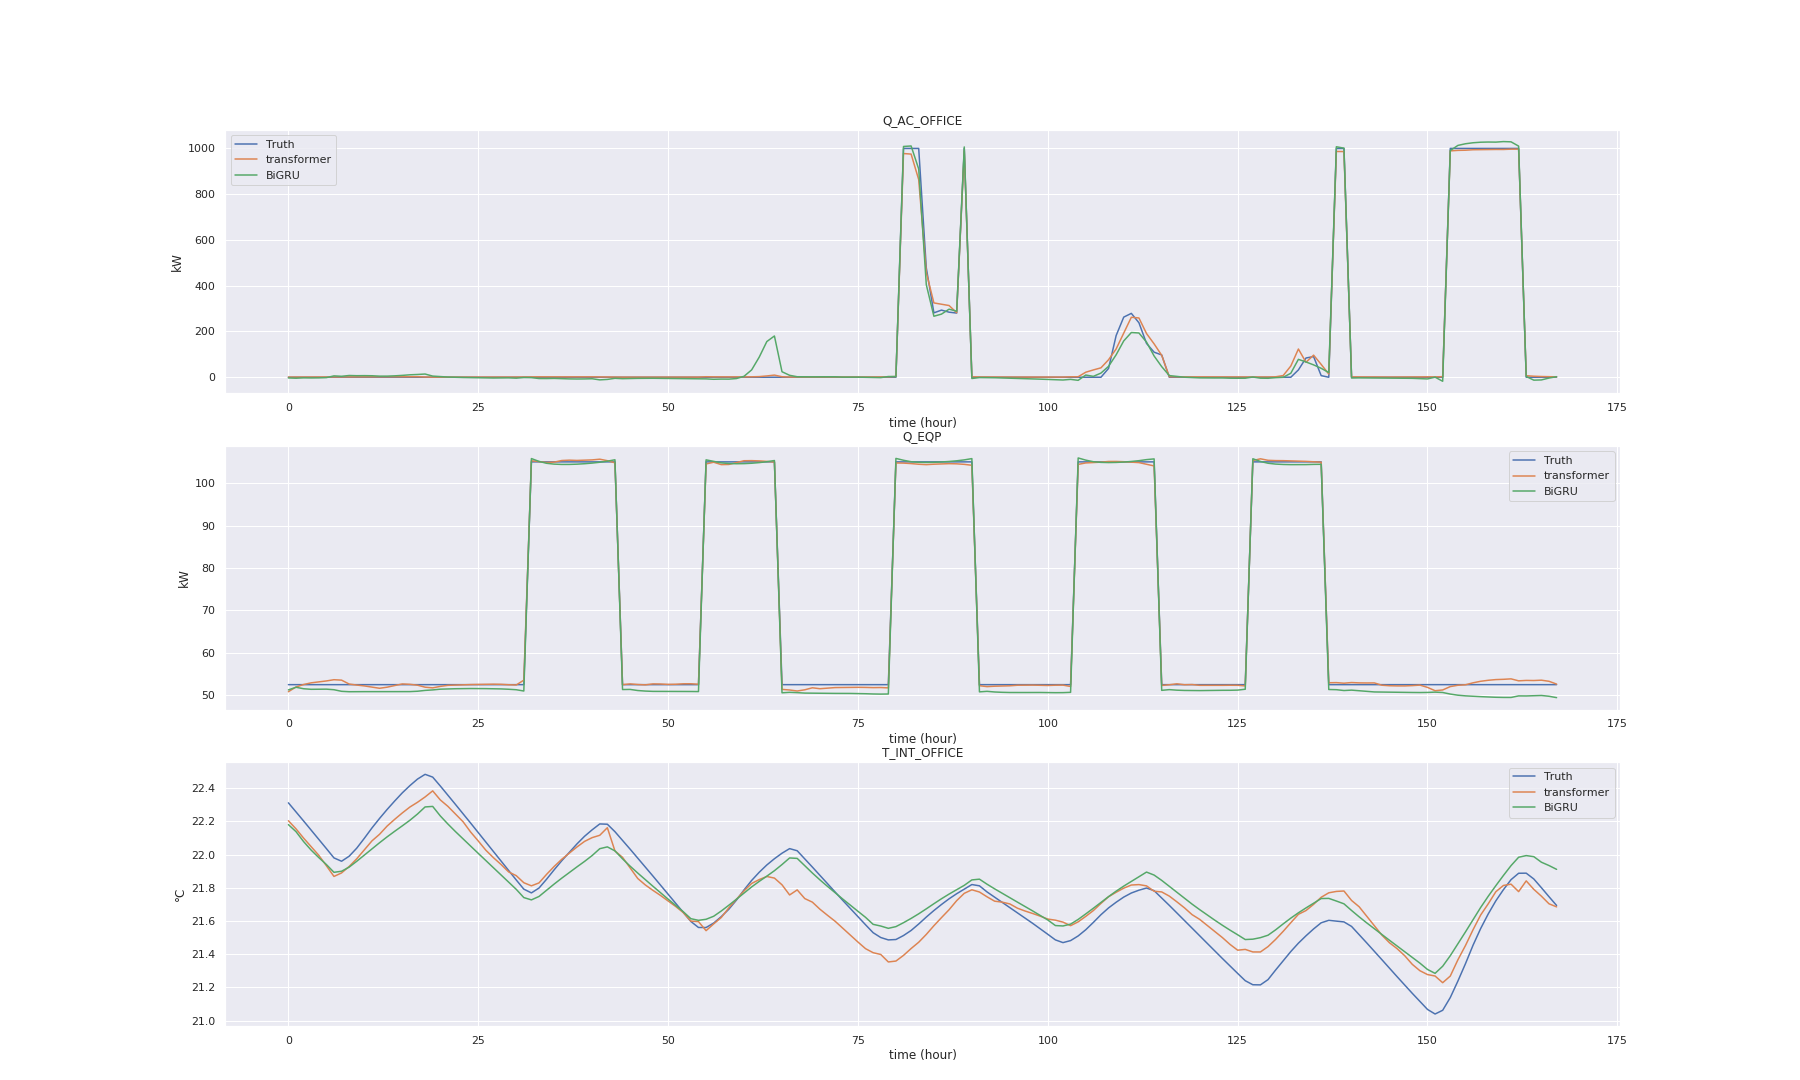 Q_AC_OFFICE
Truth
transformer
BiGRU
1000
800
600
400
200
0
kW
0 25 50 75 100 125 150 175
time (hour)
Q_EQP
Truth
transformer
BiGRU
100
90
80
70
60
50
kW
0 25 50 75 100 125 150 175
time (hour)
T_INT_OFFICE
Truth
transformer
BiGRU
22.4
22.2
22.0
21.8
21.6
21.4
21.2
21.0
°C
0 25 50 75 100 125 150 175
time (hour)